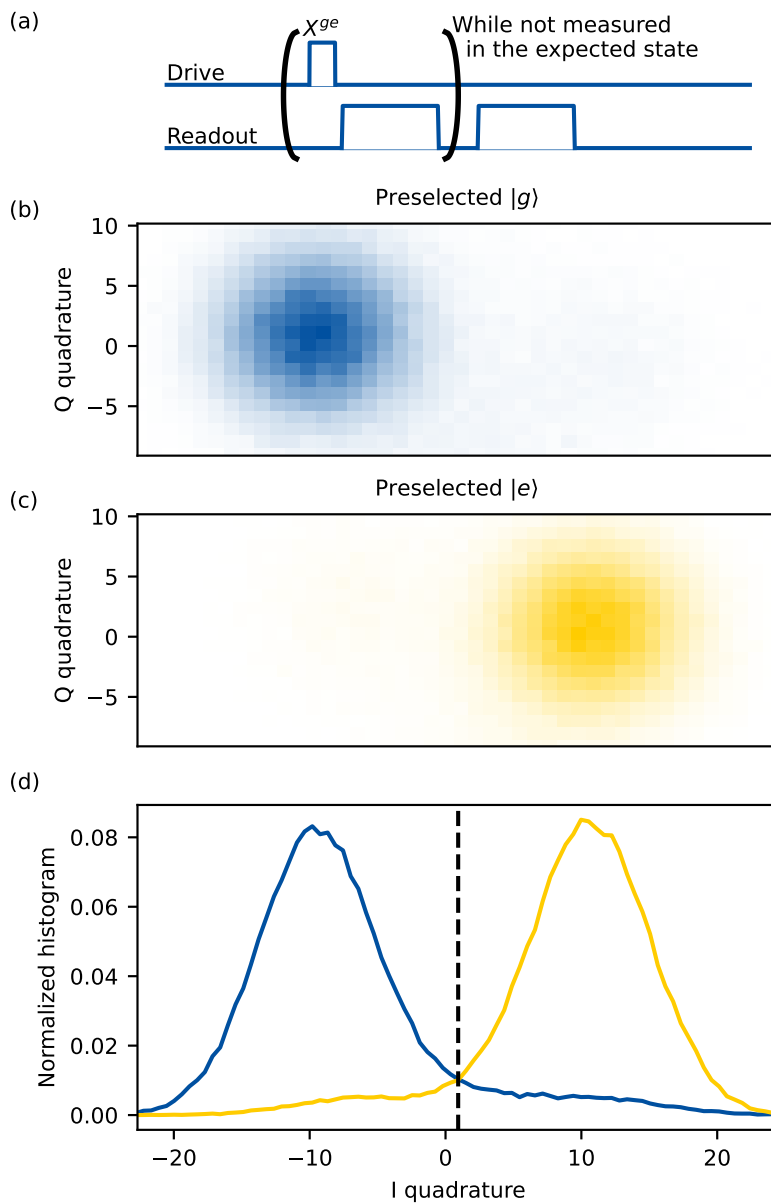 (a)
X^ge
While not measured
in the expected state
Drive
Readout
(b)
Preselected |g⟩
10
5
0
−5
Q quadrature
(c)
Preselected |e⟩
10
5
0
−5
Q quadrature
(d)
0.08
0.06
0.04
0.02
0.00
Normalized histogram
−20 −10 0 10 20
I quadrature